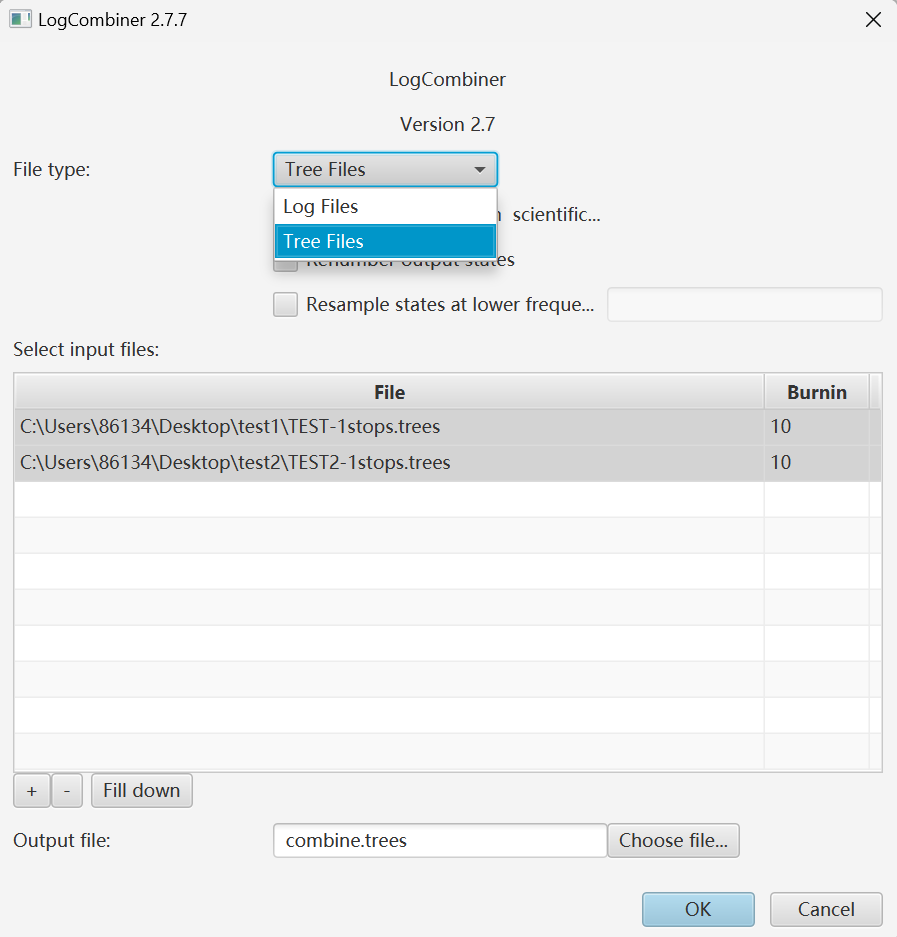 LogCombiner 2.7.7
LogCombiner
Version 2.7
File type:
Tree Files
Log Files
scientific...
Tree Files
Renumber output states
Resample states at lower freque...
Select input files:
File Burnin
C:\Users\86134\Desktop\test1\TEST-1stops.trees 10
C:\Users\86134\Desktop\test2\TEST2-1stops.trees 10
+ - Fill down
Output file: combine.trees Choose file...
OK Cancel